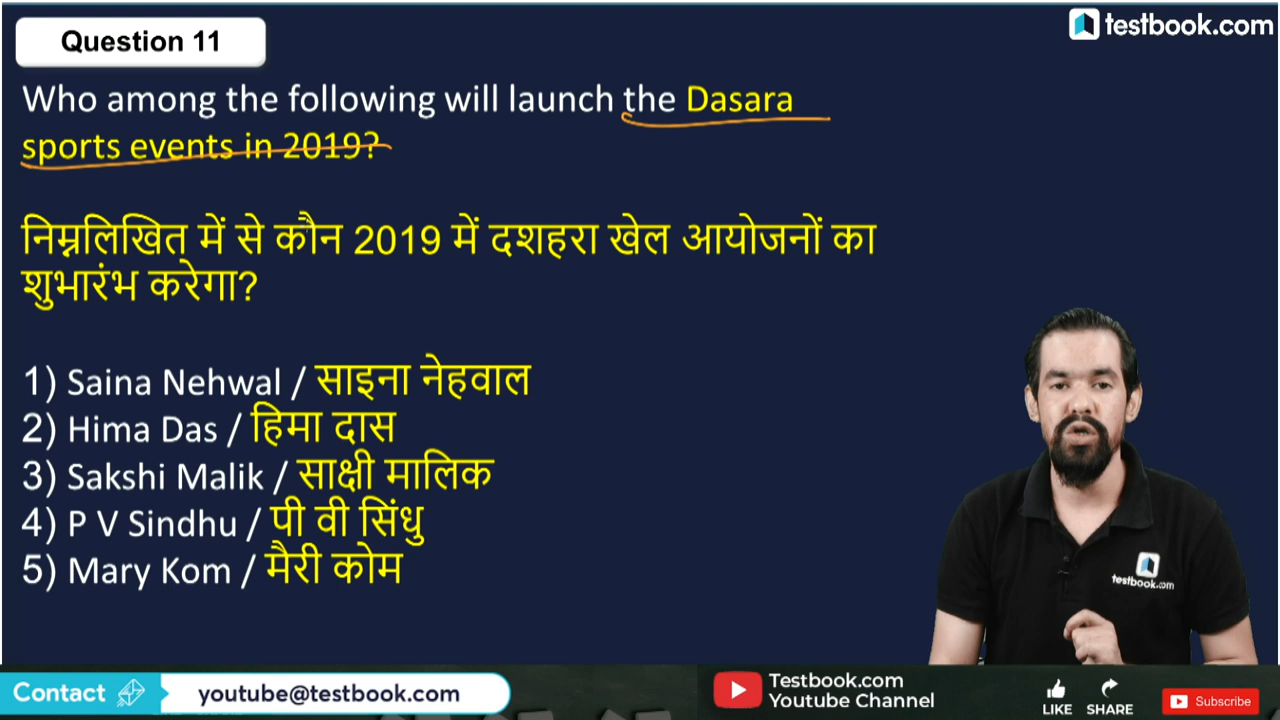 Question 11
testbook.com
Who among the following will launch the Dasara
sports events in 2019?
निम्नलिखित में से कौन 2019 में दशहरा खेल आयोजनों का
शुभारंभ करेगा?
1) Saina Nehwal / साइना नेहवाल
2) Hima Das / हिमा दास
3) Sakshi Malik / साक्षी मालिक
4) P V Sindhu / पी वी सिंधु
5) Mary Kom / मैरी कोम
testbook.com
Contact
youtube@testbook.com
Testbook.com
Youtube Channel
LIKE
SHARE
Subscribe